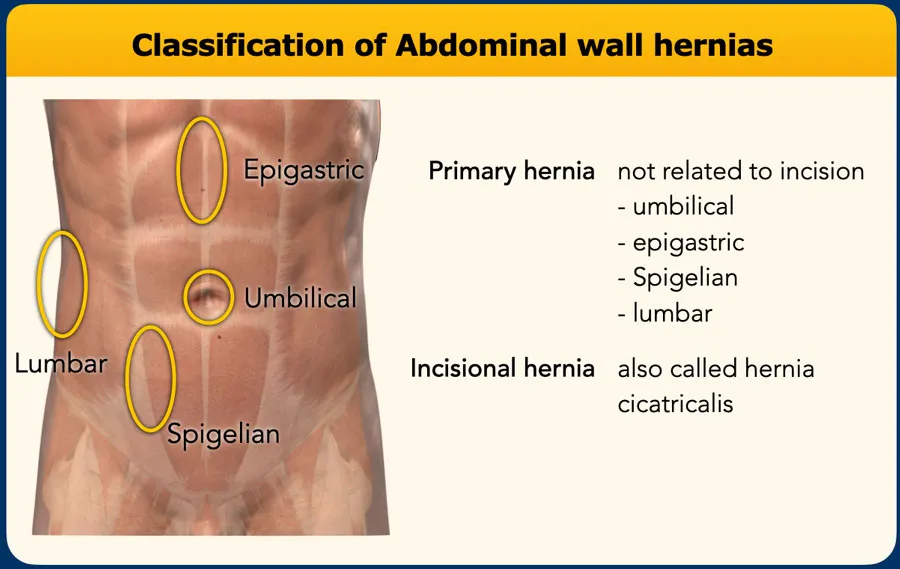 Classification of Abdominal wall hernias
Epigastric
Umbilical
Lumbar
Spigelian
Primary hernia not related to incision
- umbilical
- epigastric
- Spigelian
- lumbar
Incisional hernia also called hernia
cicatricalis